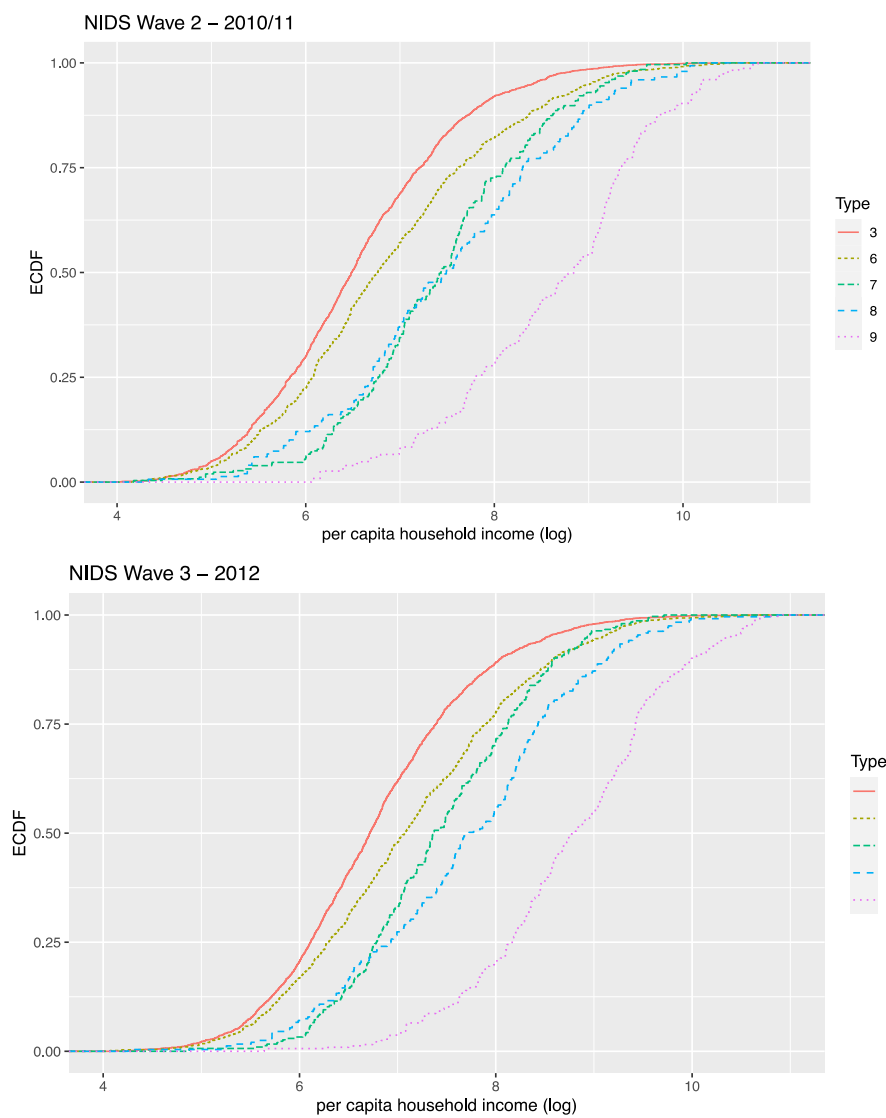 NIDS Wave 2 – 2010/11
1.00
0.75
0.50
0.25
0.00
ECDF
4 6 8 10
per capita household income (log)
Type
3
6
7
8
9
NIDS Wave 3 – 2012
1.00
0.75
0.50
0.25
0.00
ECDF
4 6 8 10
per capita household income (log)
Type